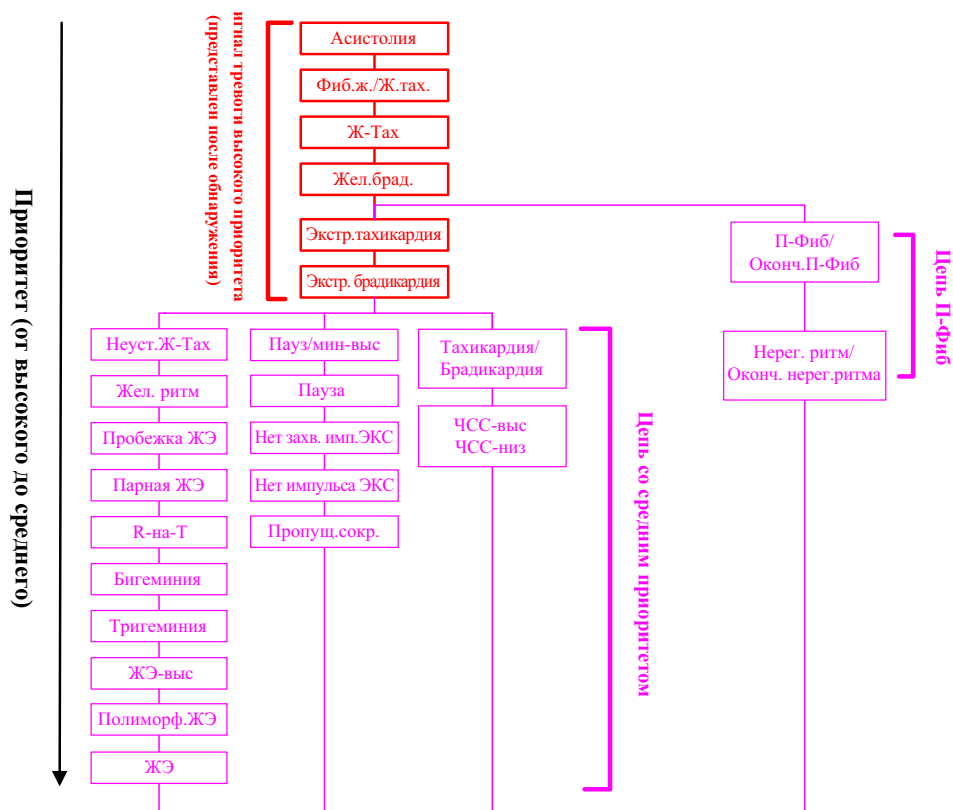 Приоритет (от высокого до среднего)
игнал тревоги высокого приоритета
(представлен после обнаружения)
Асистолия
Фиб.ж./Ж.тах.
Ж-Тах
Жел.брад.
Экстр.тахикардия
Экстр. брадикардия
П-Фиб/
Оконч.П-Фиб
Нерег. ритм/
Оконч. нерег.ритма
Цепь П-Фиб
Неуст.Ж-Тах
Жел. ритм
Пробежка ЖЭ
Парная ЖЭ
R-на-T
Бигеминия
Тригеминия
ЖЭ-выс
Полиморф.ЖЭ
ЖЭ
Пауз/мин-выс
Пауза
Нет захв. имп.ЭКС
Нет импульса ЭКС
Пропущ.сокр.
Тахикардия/
Брадикардия
ЧСС-выс
ЧСС-низ
Цепь со средним приоритетом